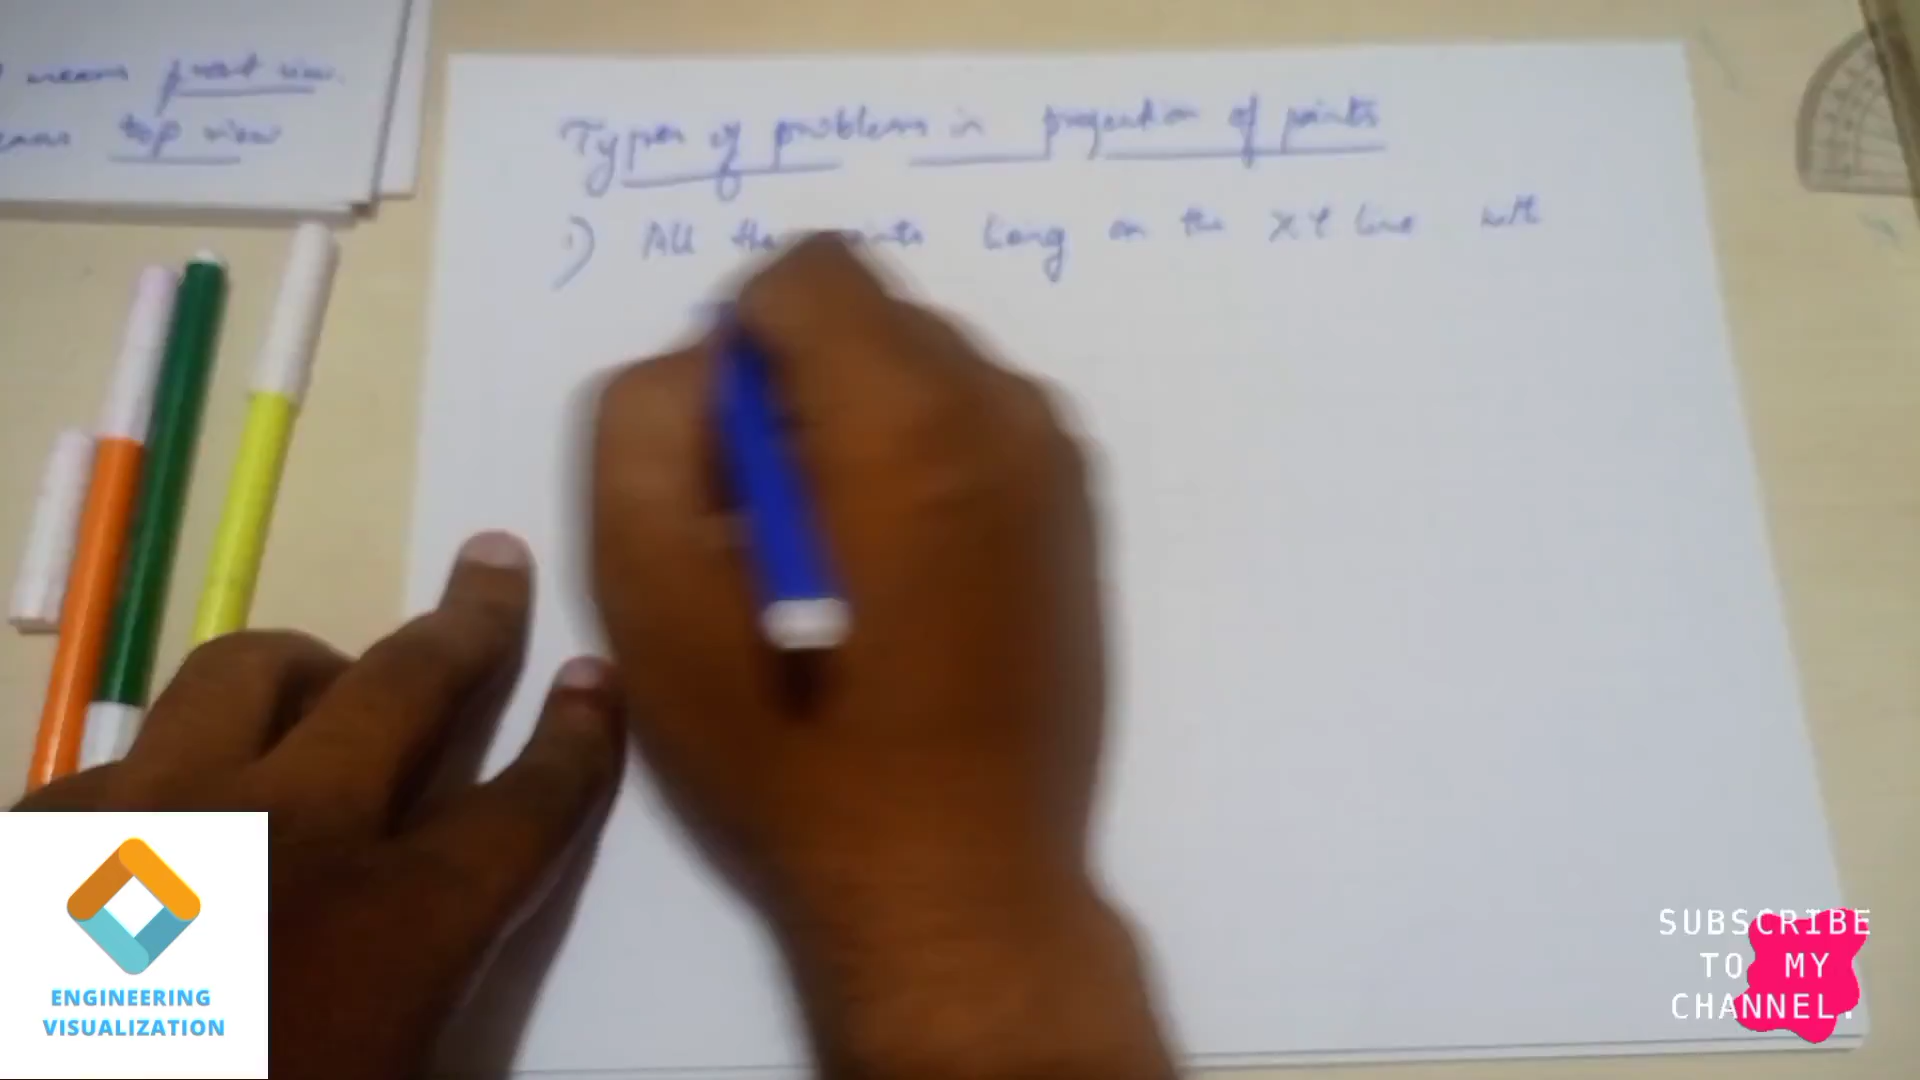 means front view.
means top view
Types of problems in projection of points
1) All the points lying on the XY line with
ENGINEERING
VISUALIZATION
SUBSCRIBE
TO MY
CHANNEL.